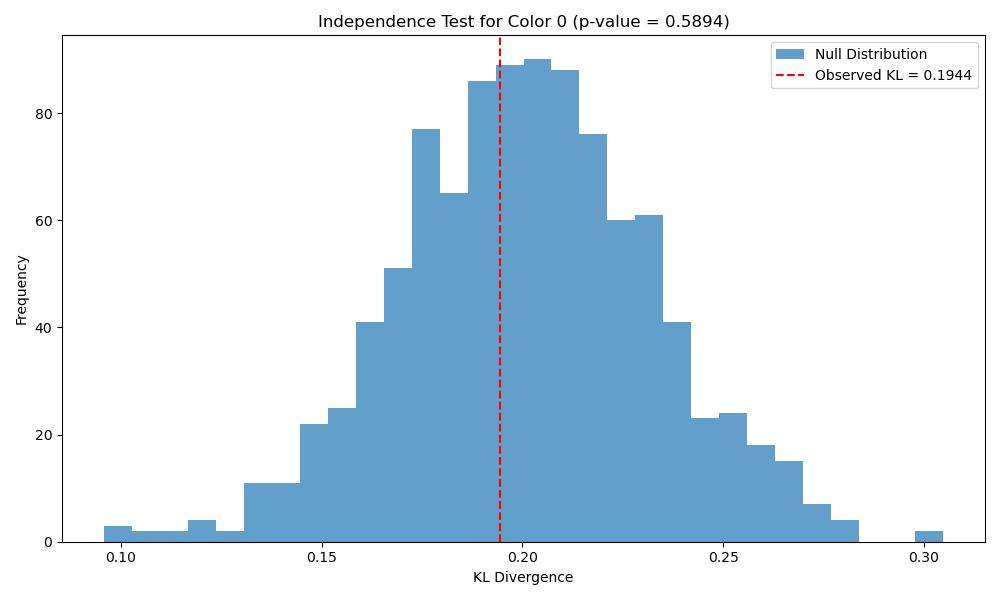 Independence Test for Color 0 (p-value = 0.5894)
Null Distribution
Observed KL = 0.1944
Frequency
80
60
40
20
0
0.10 0.15 0.20 0.25 0.30
KL Divergence